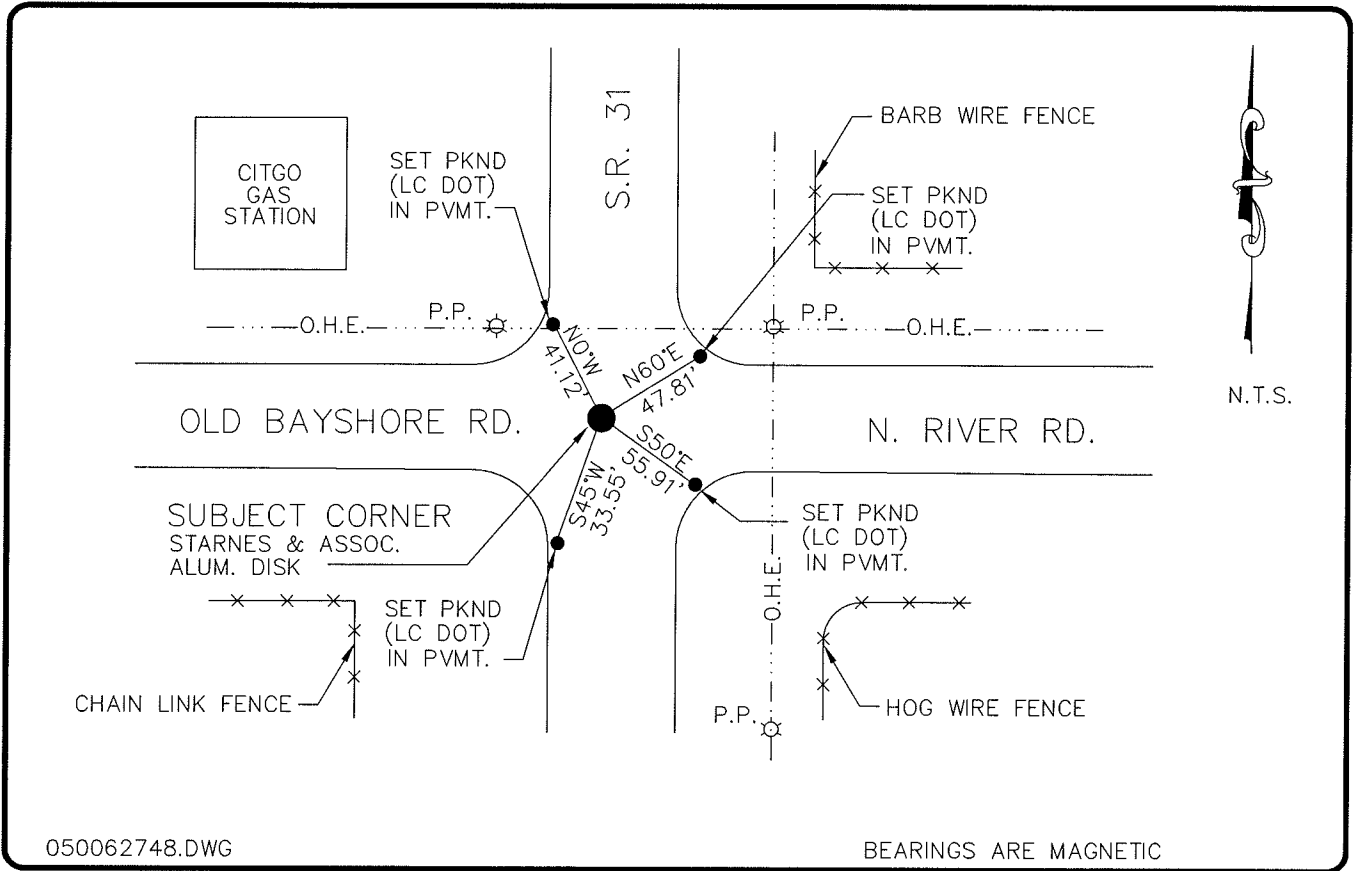 S.R. 31
BARB WIRE FENCE
CITGO
GAS
STATION
SET PKND
(LC DOT)
IN PVMT.
SET PKND
(LC DOT)
IN PVMT.
P.P.
O.H.E.
P.P.
O.H.E.
N0°W
41.12'
N60°E
47.81'
N.T.S.
OLD BAYSHORE RD.
N. RIVER RD.
S50°E
55.91'
S45°W
33.55'
SUBJECT CORNER
STARNES & ASSOC.
ALUM. DISK
SET PKND
(LC DOT)
IN PVMT.
O.H.E.
SET PKND
(LC DOT)
IN PVMT.
CHAIN LINK FENCE
P.P.
HOG WIRE FENCE
050062748.DWG
BEARINGS ARE MAGNETIC